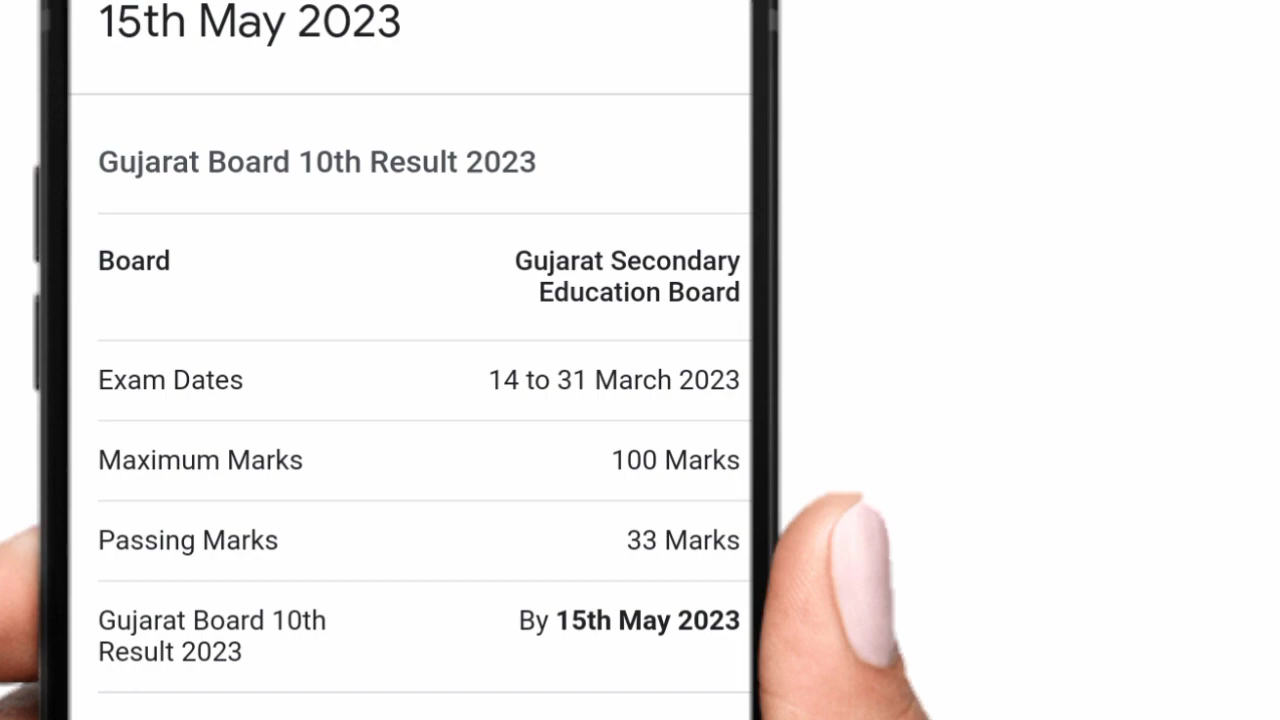 15th May 2023
Gujarat Board 10th Result 2023
Board
Gujarat Secondary
Education Board
Exam Dates
14 to 31 March 2023
Maximum Marks
100 Marks
Passing Marks
33 Marks
Gujarat Board 10th
Result 2023
By 15th May 2023